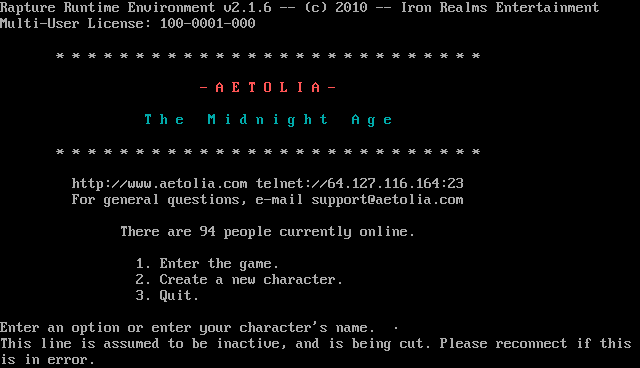 Rapture Runtime Environment v2.1.6 -- (c) 2010 -- Iron Realms Entertainment
Multi-User License: 100-0001-000
* * * * * * * * * * * * * * * * * * * * * * * * * * *
- A E T O L I A -
T h e  M i d n i g h t  A g e
* * * * * * * * * * * * * * * * * * * * * * * * * * *
http://www.aetolia.com telnet://64.127.116.164:23
For general questions, e-mail support@aetolia.com
There are 94 people currently online.
1. Enter the game.
2. Create a new character.
3. Quit.
Enter an option or enter your character's name.  ·
This line is assumed to be inactive, and is being cut. Please reconnect if this
is in error.